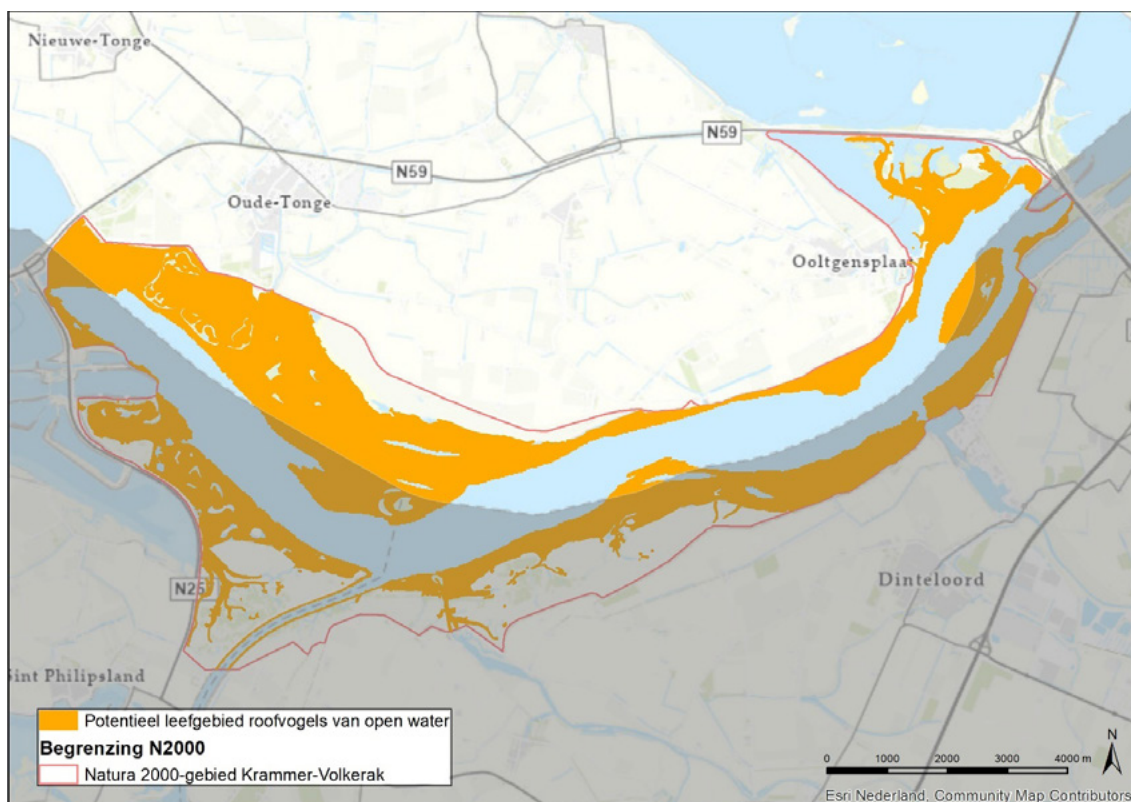 Nieuwe-Tonge
N59
N59
Oude-Tonge
Ooltgensplaa
N25
Dinteloord
Sint Philipsland
Potentieel leefgebied roofvogels van open water
Begrenzing N2000
Natura 2000-gebied Krammer-Volkerak
N
0 1000 2000 3000 4000 m
Esri Nederland, Community Map Contributors